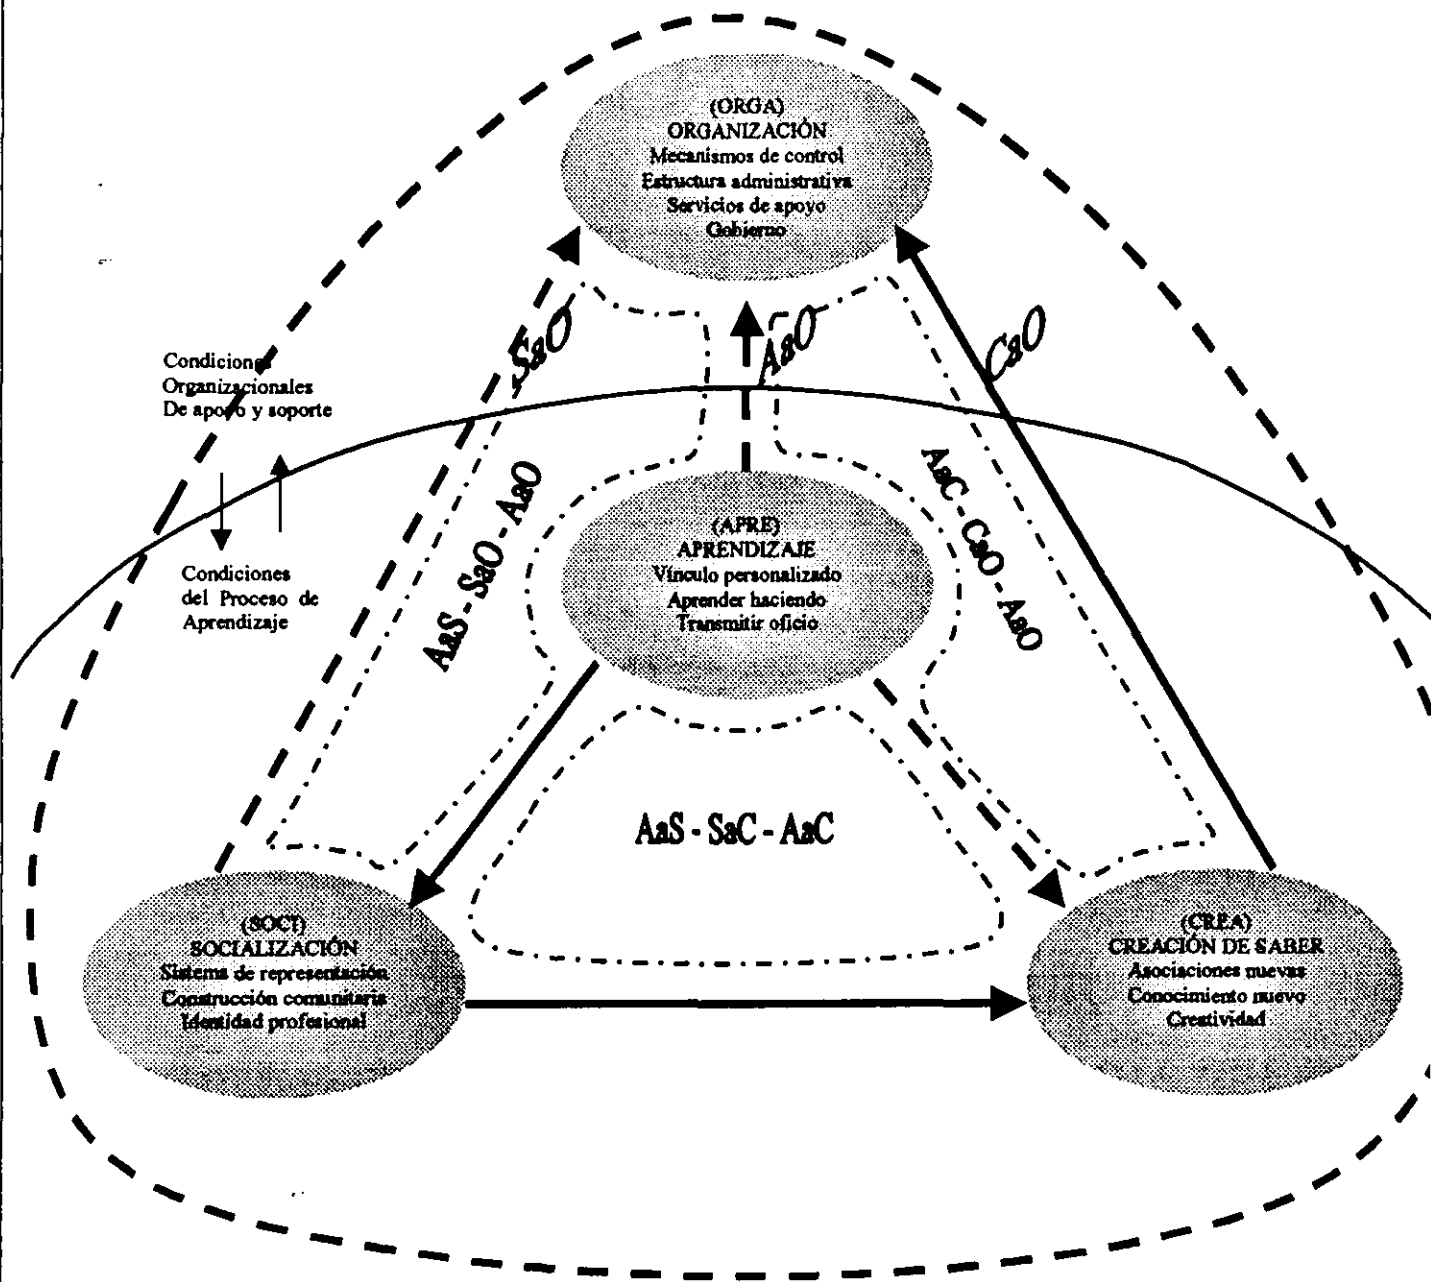 (ORGA)
ORGANIZACIÓN
Mecanismos de control
Estructura administrativa
Servicios de apoyo
Gobierno
SaO
AaO
CaO
Condiciones
Organizacionales
De apoyo y soporte
AaS - SaO - AaO
AaC - CaO - AaO
(APRE)
APRENDIZAJE
Vínculo personalizado
Aprender haciendo
Transmitir oficio
Condiciones
del Proceso de
Aprendizaje
AaS - SaC - AaC
(SOCI)
SOCIALIZACIÓN
Sistema de representación
Construcción comunitaria
Identidad profesional
(CREA)
CREACIÓN DE SABER
Asociaciones nuevas
Conocimiento nuevo
Creatividad